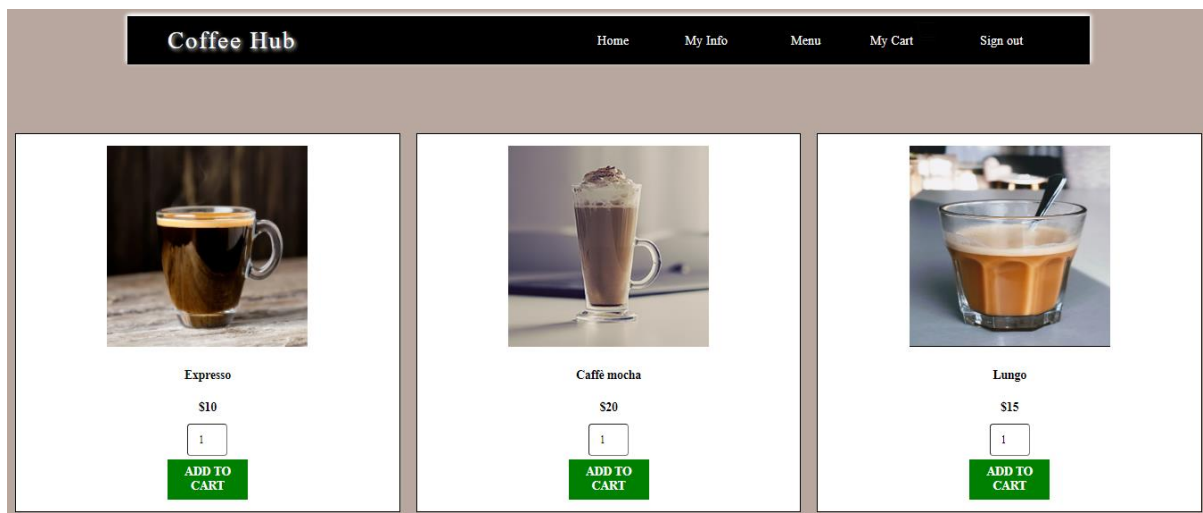 Coffee Hub
Home My Info Menu My Cart Sign out
Expresso
$10
1
ADD TO
CART
Caffè mocha
$20
1
ADD TO
CART
Lungo
$15
1
ADD TO
CART